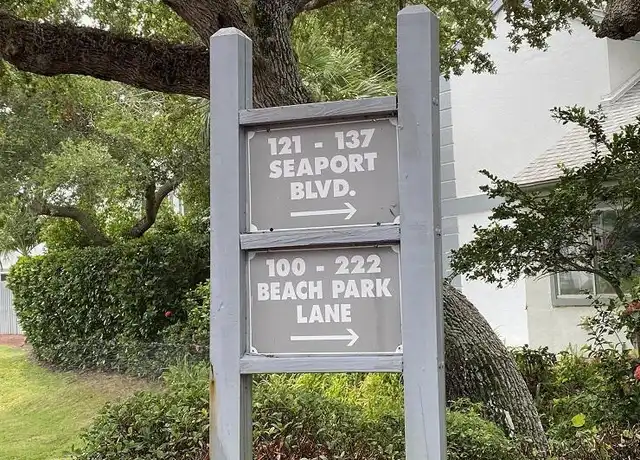 121 - 137
SEAPORT
BLVD.
100 - 222
BEACH PARK
LANE